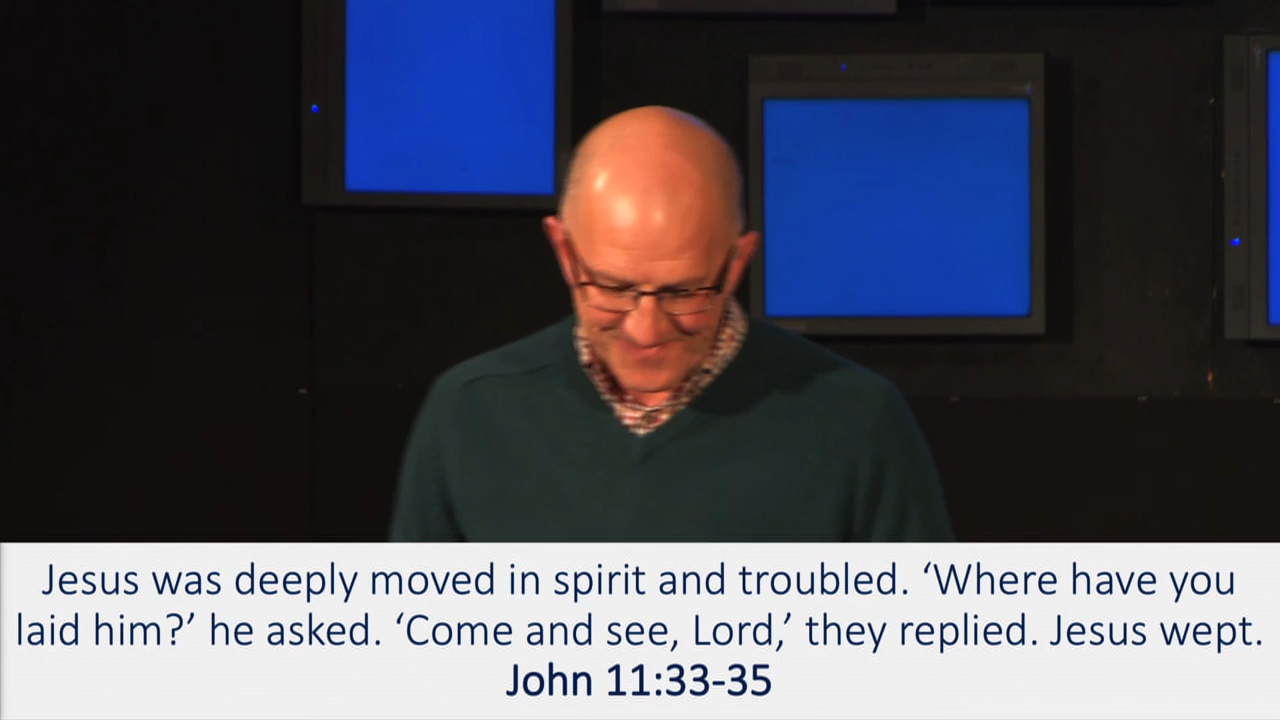 Jesus was deeply moved in spirit and troubled. ‘Where have you
laid him?’ he asked. ‘Come and see, Lord,’ they replied. Jesus wept.
John 11:33-35